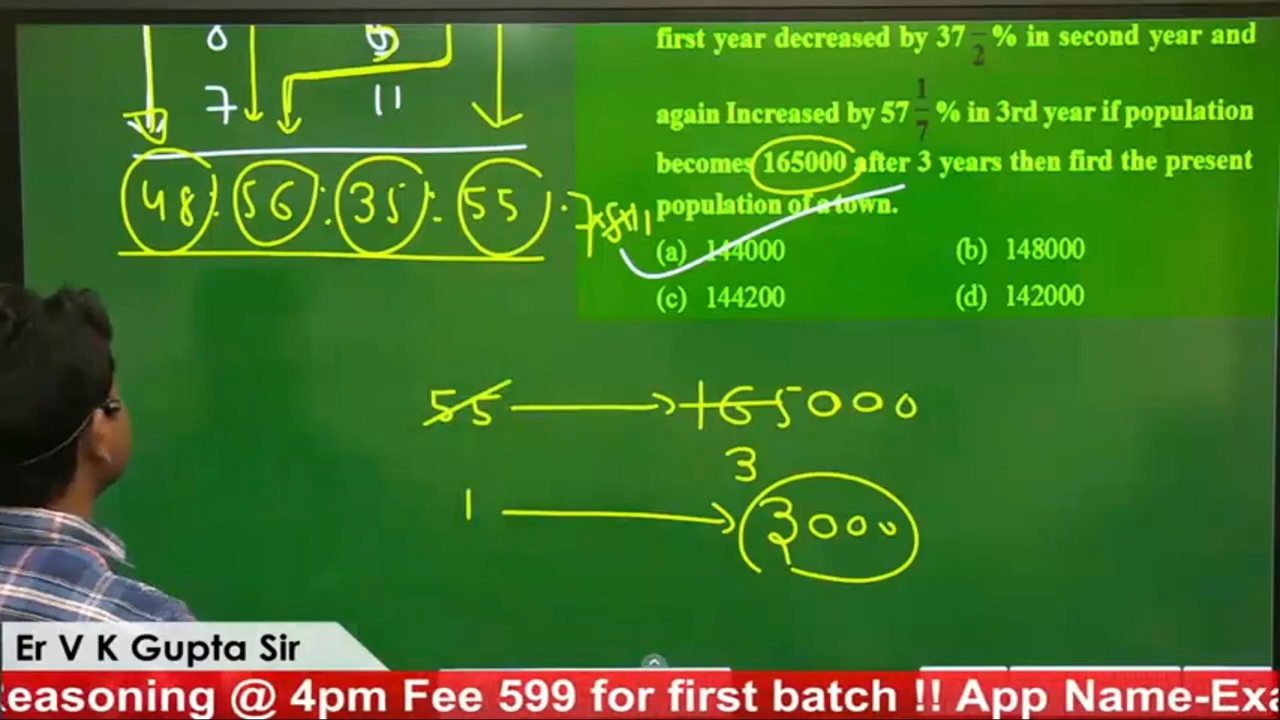 first year decreased by 37 1/2 % in second year and
again Increased by 57 1/7 % in 3rd year if population
becomes 165000 after 3 years then fird the present
population of a town.
(a) 144000 (b) 148000
(c) 144200 (d) 142000
7 11
48 : 56 : 35 : 55
55 → 165000
3
1 → 3000
Er V K Gupta Sir
easoning @ 4pm Fee 599 for first batch !! App Name-Exa